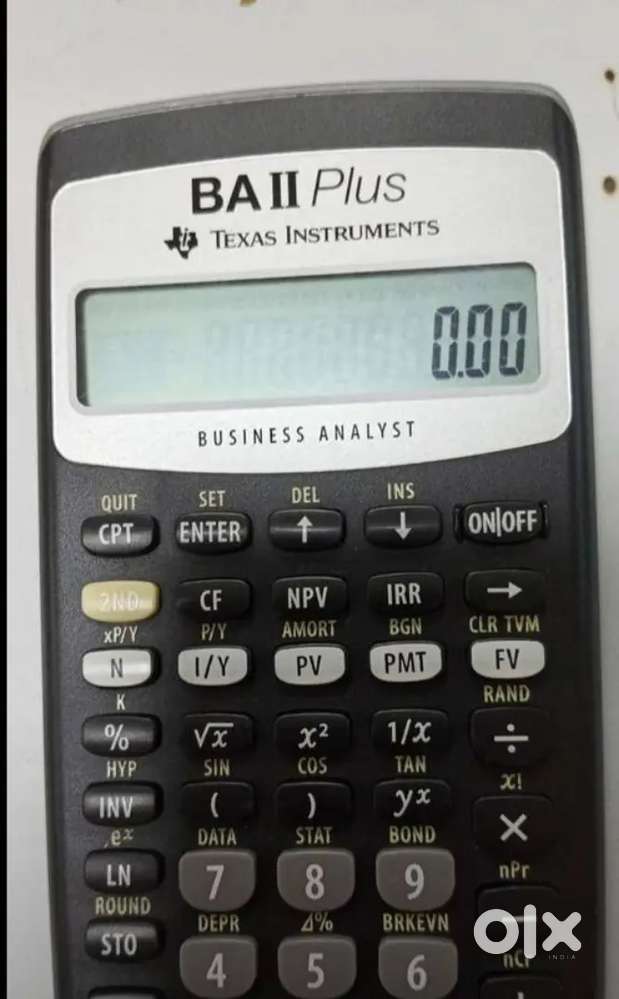 BA II Plus
TEXAS INSTRUMENTS
0.00
BUSINESS ANALYST
QUIT SET DEL INS
CPT ENTER ↑ ↓ ON|OFF
2ND CF NPV IRR →
xP/Y P/Y AMORT BGN CLR TVM
N I/Y PV PMT FV
K RAND
% √x x² 1/x ÷
HYP SIN COS TAN x!
INV ( ) yˣ ×
eˣ DATA STAT BOND nPr
LN 7 8 9 −
ROUND DEPR Δ% BRKEVN nCr
STO 4 5 6 +
olx
INDIA